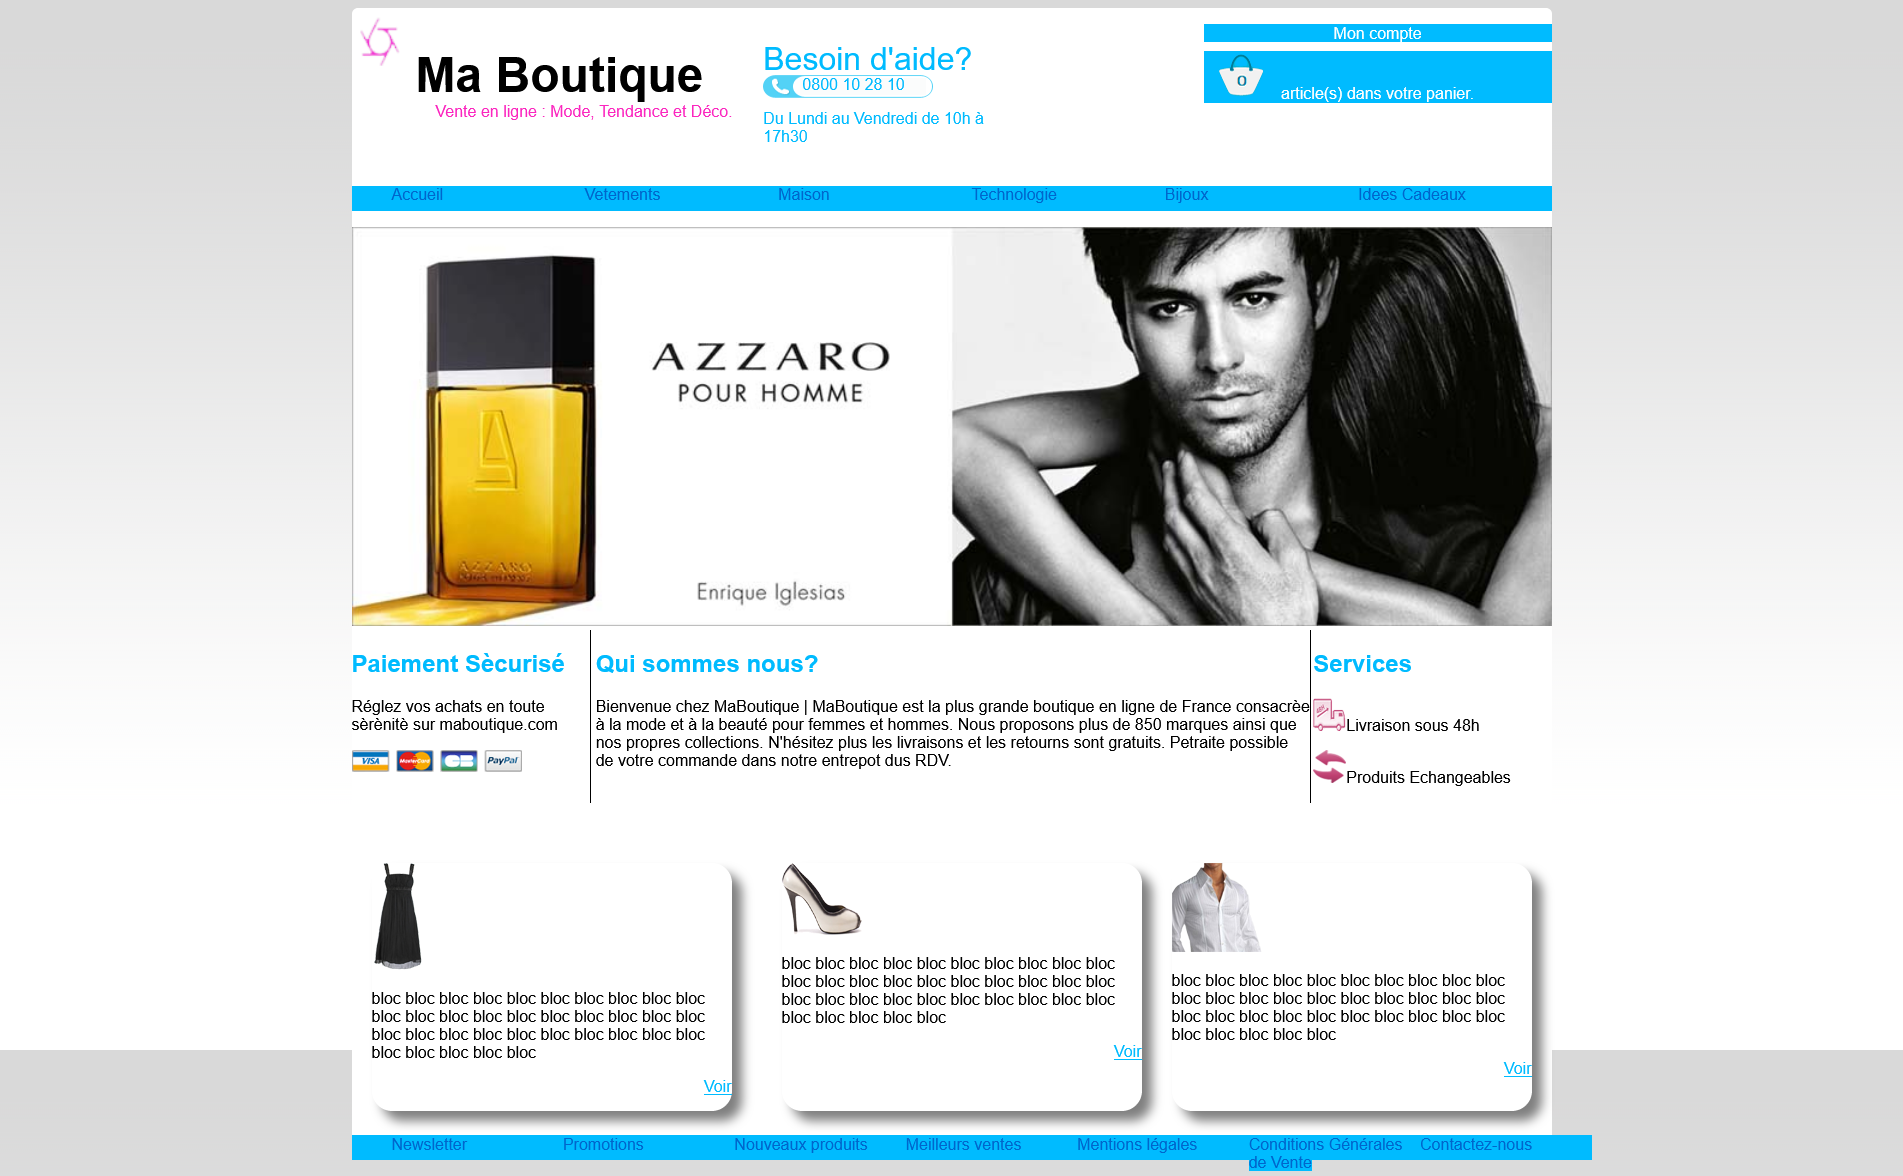 Ma Boutique
Vente en ligne : Mode, Tendance et Déco.
Besoin d'aide?
0800 10 28 10
Du Lundi au Vendredi de 10h à
17h30
Mon compte
0
article(s) dans votre panier.
Accueil
Vetements
Maison
Technologie
Bijoux
Idees Cadeaux
AZZARO
POUR HOMME
AZZARO
Enrique Iglesias
Paiement Sècurisé
Réglez vos achats en toute
sèrènitè sur maboutique.com
VISA
MasterCard
CB
PayPal
Qui sommes nous?
Bienvenue chez MaBoutique | MaBoutique est la plus grande boutique en ligne de France consacrèe
à la mode et à la beauté pour femmes et hommes. Nous proposons plus de 850 marques ainsi que
nos propres collections. N'hésitez plus les livraisons et les retourns sont gratuits. Petraite possible
de votre commande dans notre entrepot dus RDV.
Services
Livraison sous 48h
Produits Echangeables
bloc bloc bloc bloc bloc bloc bloc bloc bloc bloc
bloc bloc bloc bloc bloc bloc bloc bloc bloc bloc
bloc bloc bloc bloc bloc bloc bloc bloc bloc bloc
bloc bloc bloc bloc bloc
Voir
bloc bloc bloc bloc bloc bloc bloc bloc bloc bloc
bloc bloc bloc bloc bloc bloc bloc bloc bloc bloc
bloc bloc bloc bloc bloc bloc bloc bloc bloc bloc
bloc bloc bloc bloc bloc
Voir
bloc bloc bloc bloc bloc bloc bloc bloc bloc bloc
bloc bloc bloc bloc bloc bloc bloc bloc bloc bloc
bloc bloc bloc bloc bloc bloc bloc bloc bloc bloc
bloc bloc bloc bloc bloc
Voir
Newsletter
Promotions
Nouveaux produits
Meilleurs ventes
Mentions légales
Conditions Générales
de Vente
Contactez-nous